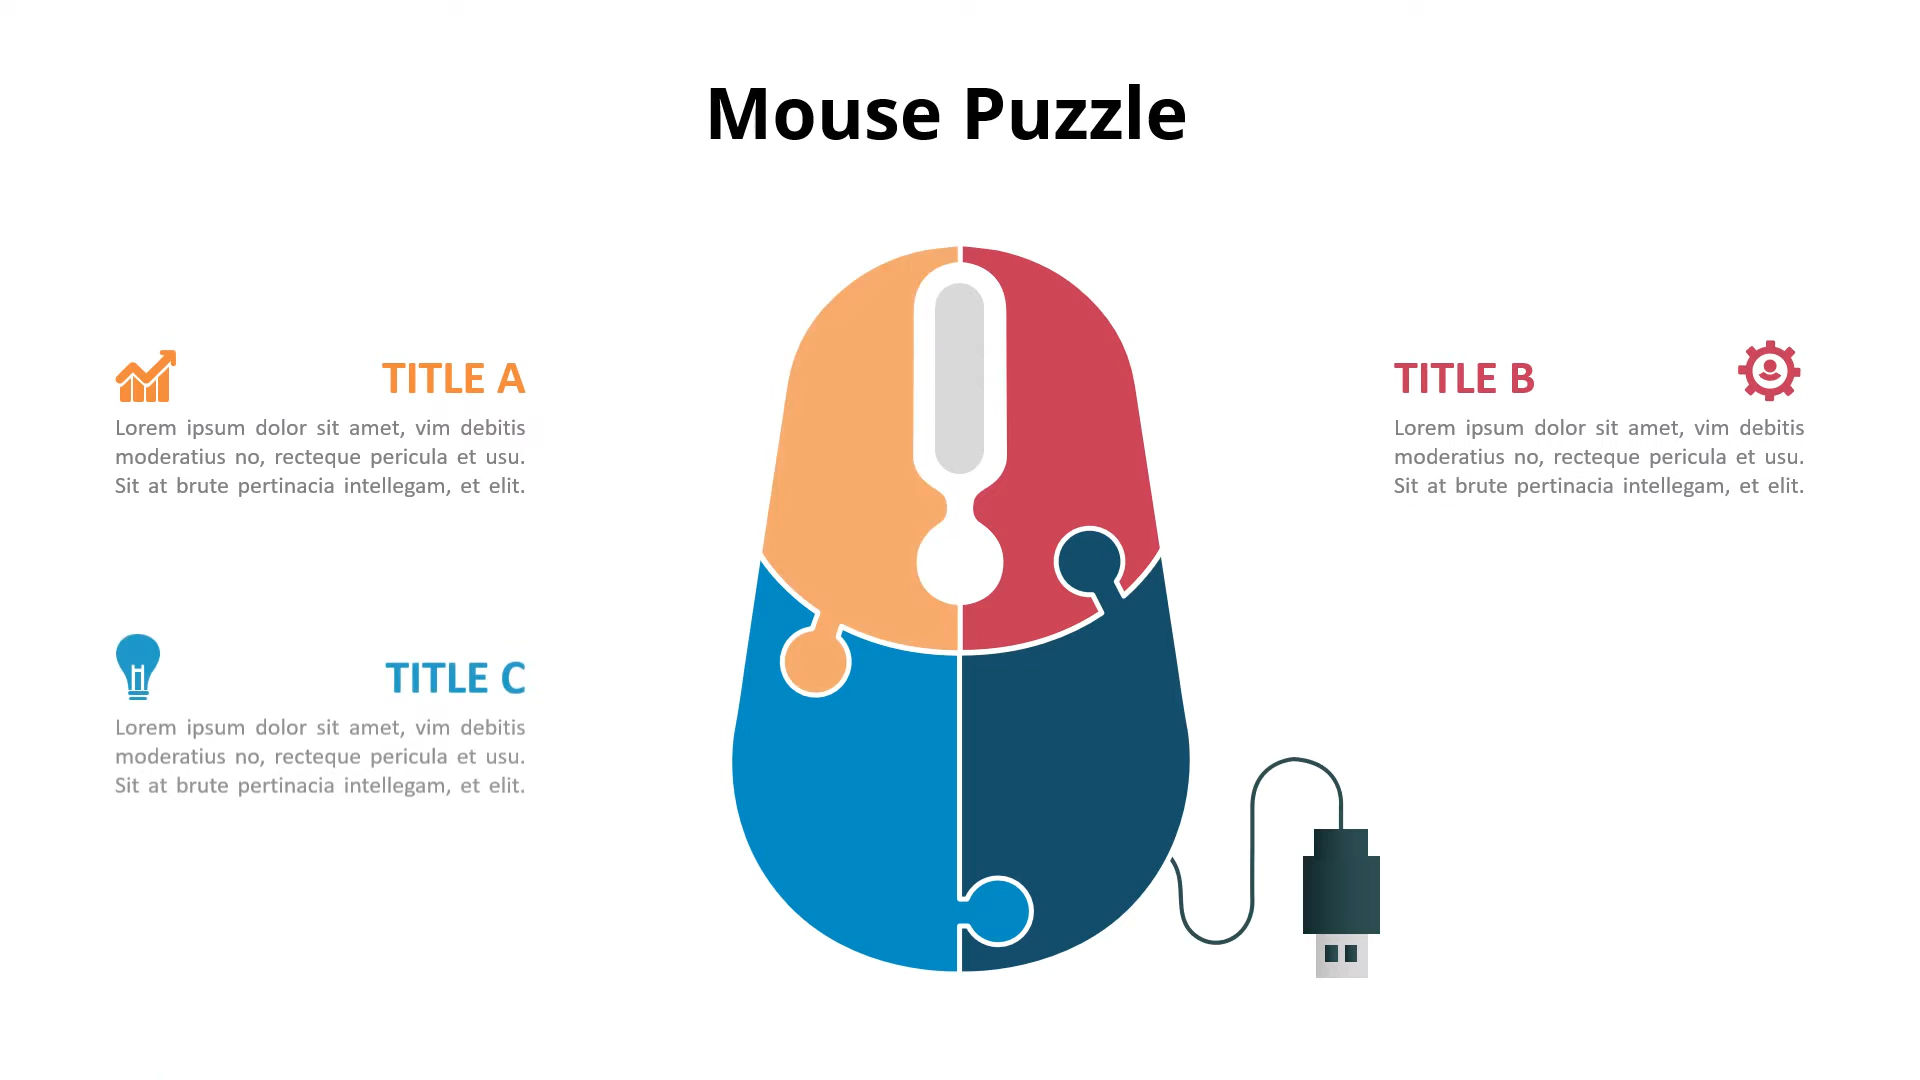 Mouse Puzzle
TITLE A
Lorem ipsum dolor sit amet, vim debitis
moderatius no, recteque pericula et usu.
Sit at brute pertinacia intellegam, et elit.
TITLE B
Lorem ipsum dolor sit amet, vim debitis
moderatius no, recteque pericula et usu.
Sit at brute pertinacia intellegam, et elit.
TITLE C
Lorem ipsum dolor sit amet, vim debitis
moderatius no, recteque pericula et usu.
Sit at brute pertinacia intellegam, et elit.